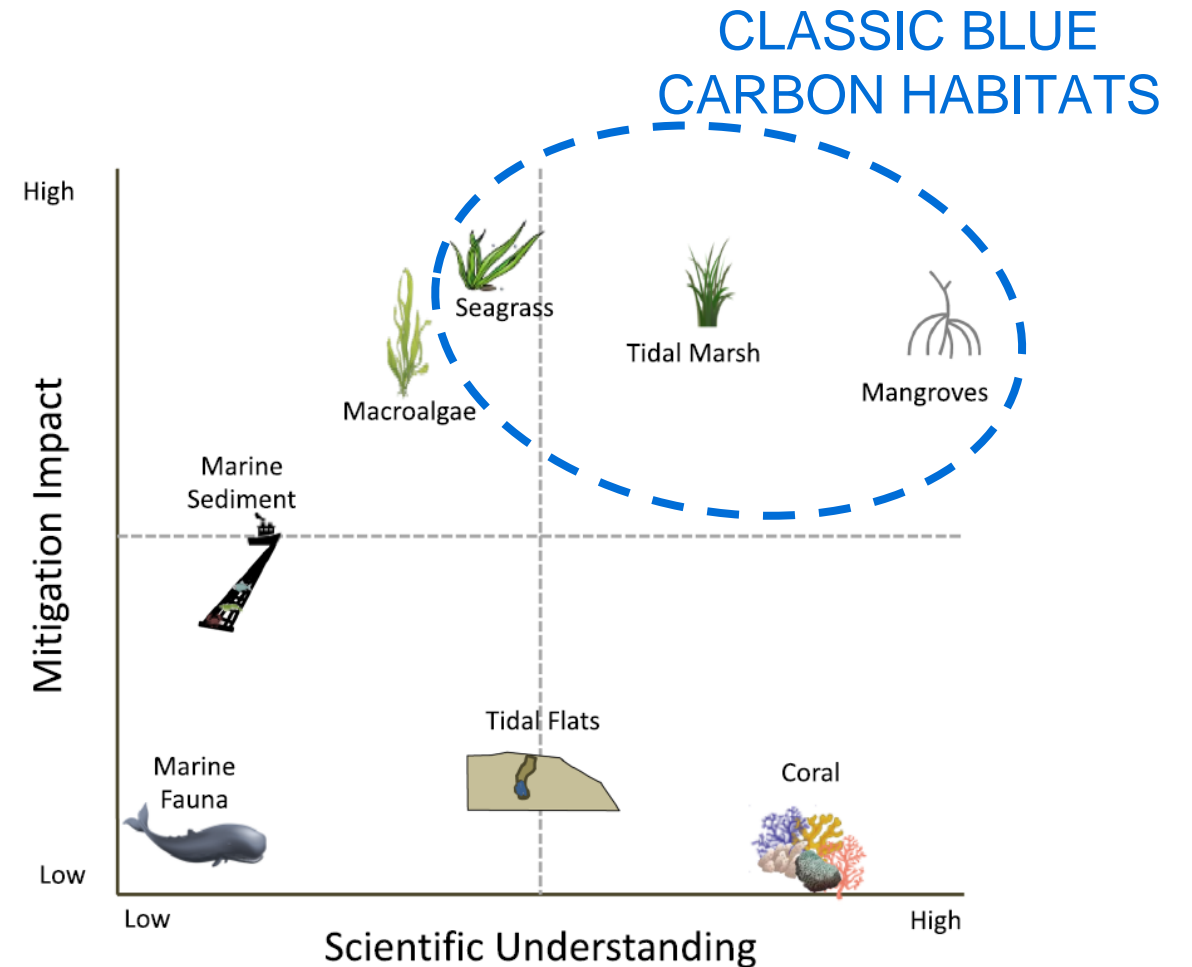 CLASSIC BLUE
CARBON HABITATS
High
Seagrass
Tidal Marsh
Mangroves
Macroalgae
Marine
Sediment
Mitigation Impact
Tidal Flats
Marine
Fauna
Coral
Low
Low
High
Scientific Understanding